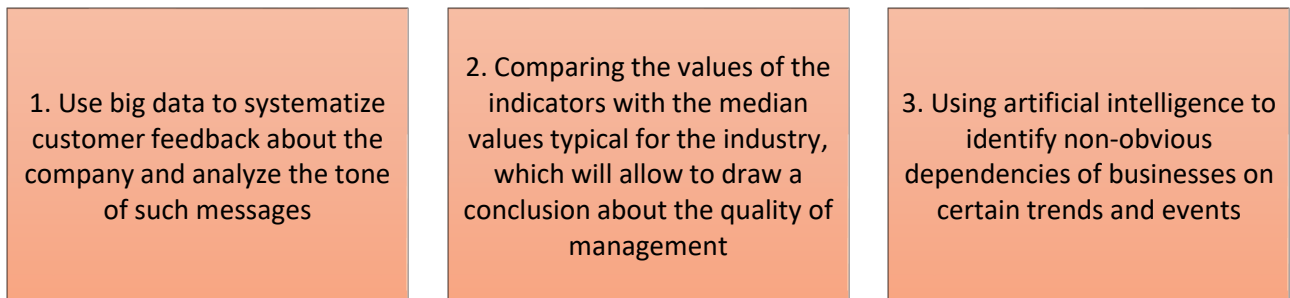 1. Use big data to systematize
customer feedback about the
company and analyze the tone
of such messages
2. Comparing the values of the
indicators with the median
values typical for the industry,
which will allow to draw a
conclusion about the quality of
management
3. Using artificial intelligence to
identify non-obvious
dependencies of businesses on
certain trends and events